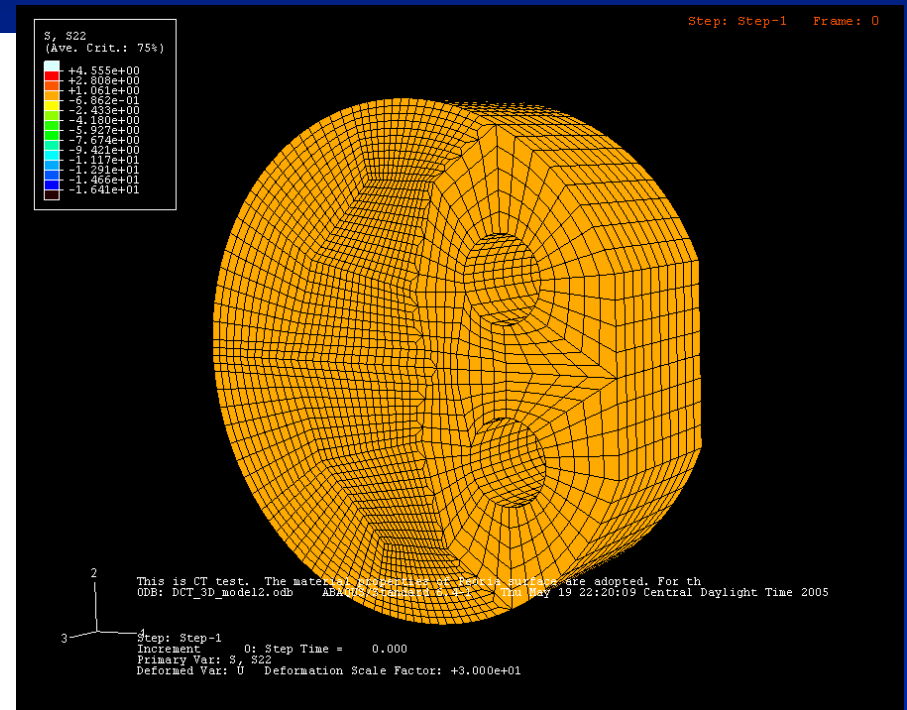 Step: Step-1 Frame: 0
S, S22
(Ave. Crit.: 75%)
+4.555e+00
+2.808e+00
+1.061e+00
-6.862e-01
-2.433e+00
-4.180e+00
-5.927e+00
-7.674e+00
-9.421e+00
-1.117e+01
-1.291e+01
-1.466e+01
-1.641e+01
2
3
This is CT test. The material properties of Peoria surface are adopted. For th
ODB: DCT_3D_model2.odb ABAQUS/Standard 6.4-1 Thu May 19 22:20:09 Central Daylight Time 2005
Step: Step-1
Increment 0: Step Time = 0.000
Primary Var: S, S22
Deformed Var: U Deformation Scale Factor: +3.000e+01